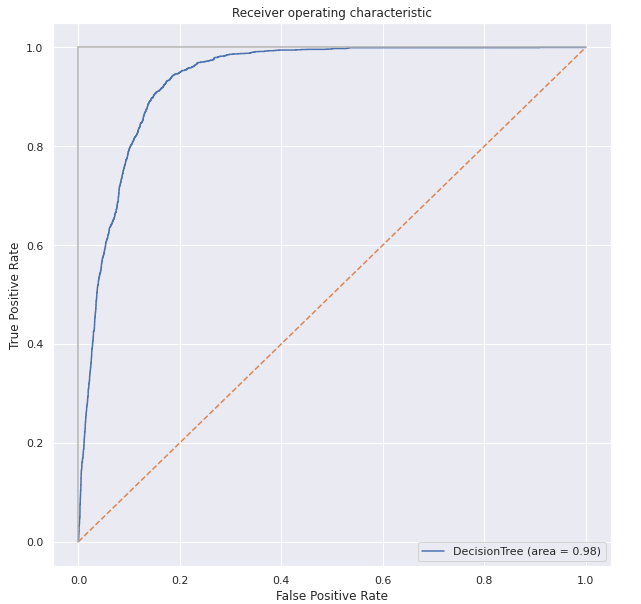 Receiver operating characteristic
True Positive Rate
1.0
0.8
0.6
0.4
0.2
0.0
DecisionTree (area = 0.98)
0.0 0.2 0.4 0.6 0.8 1.0
False Positive Rate